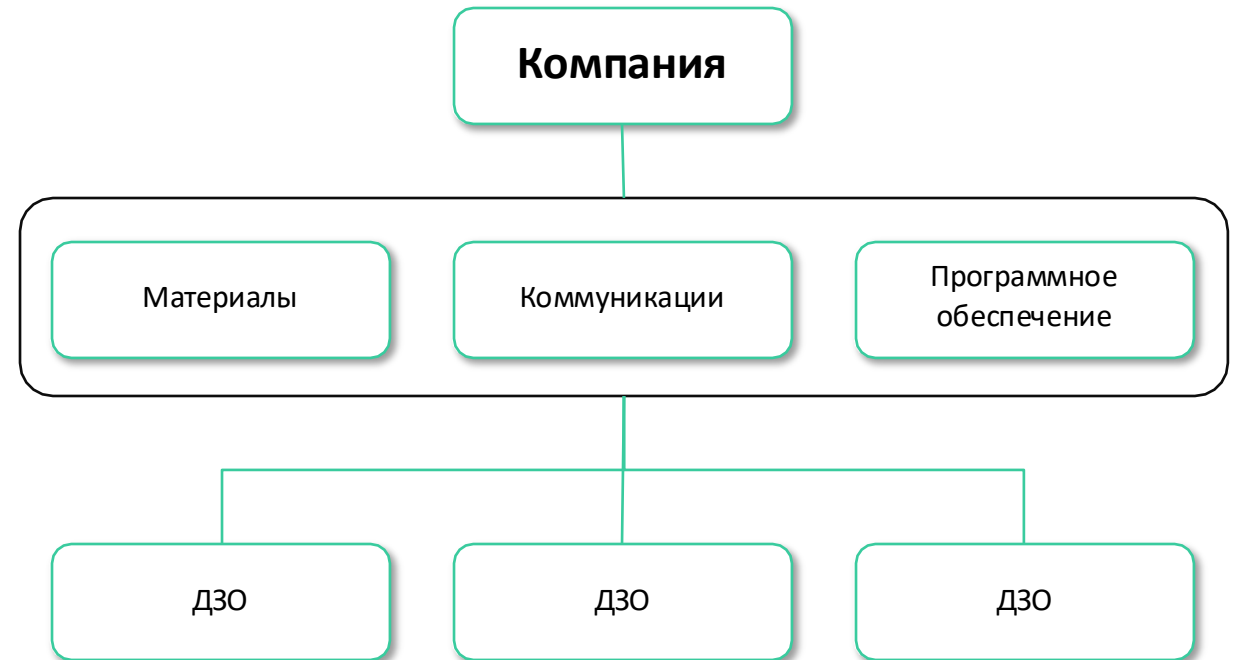 Компания
Материалы
Коммуникации
Программное
обеспечение
ДЗО
ДЗО
ДЗО